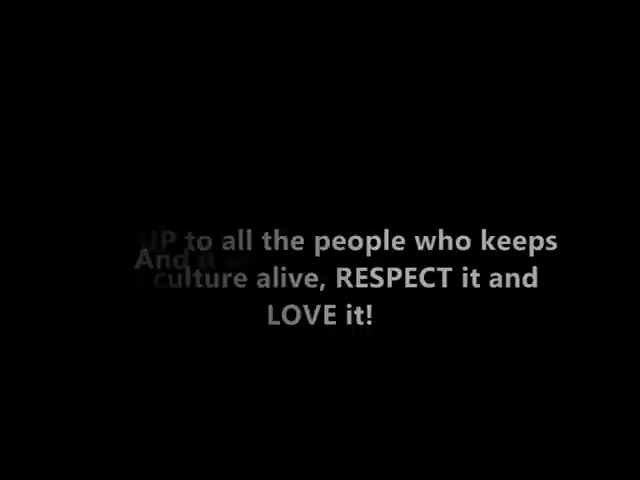 UP to all the people who keeps
And it
culture alive, RESPECT it and
LOVE it!